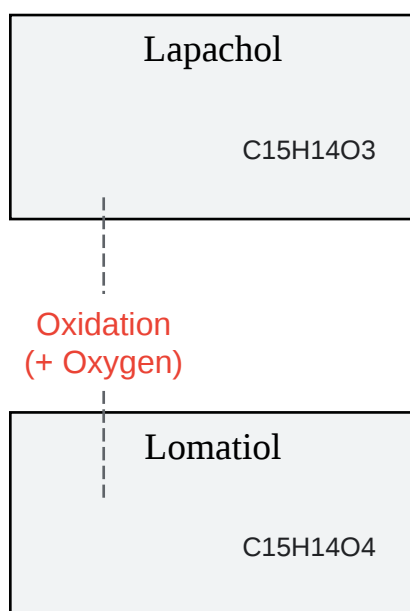 Lapachol
C15H14O3
Oxidation
(+ Oxygen)
Lomatiol
C15H14O4